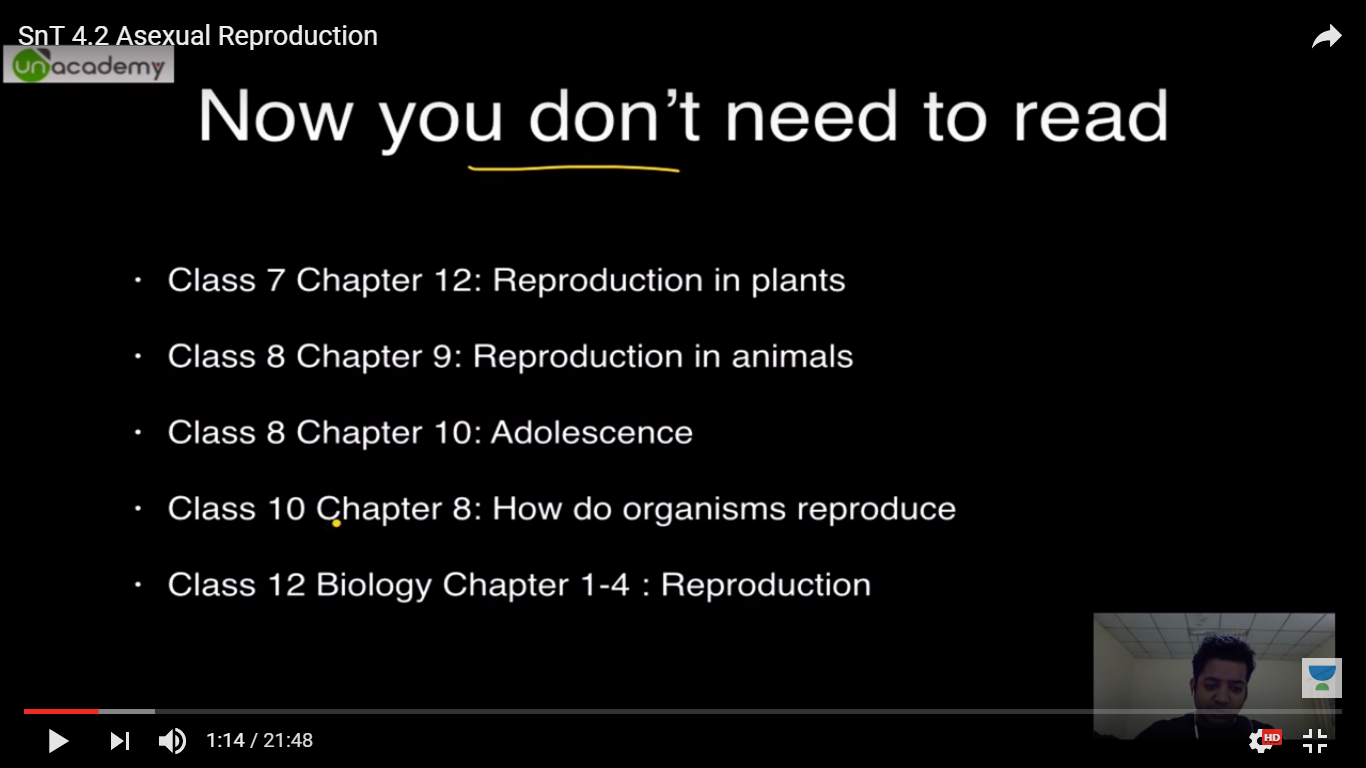 SnT 4.2 Asexual Reproduction
unacademy
Now you don't need to read
· Class 7 Chapter 12: Reproduction in plants
· Class 8 Chapter 9: Reproduction in animals
· Class 8 Chapter 10: Adolescence
· Class 10 Chapter 8: How do organisms reproduce
· Class 12 Biology Chapter 1-4 : Reproduction
1:14 / 21:48
HD